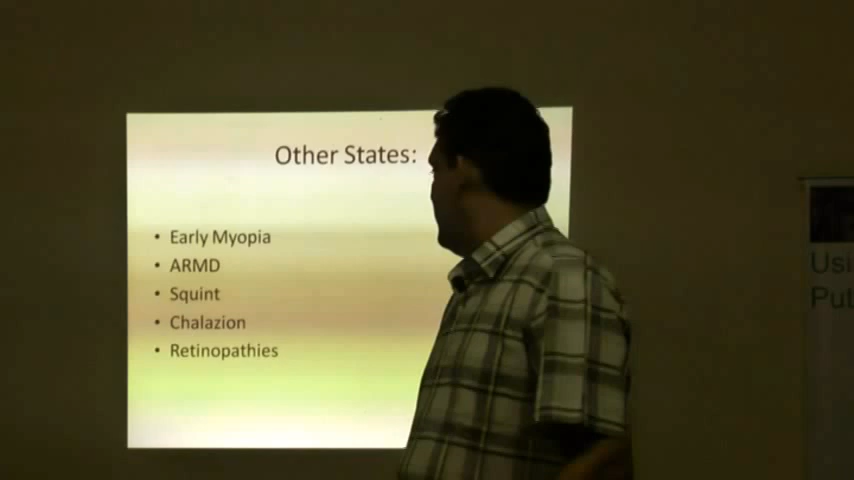 Other States:
• Early Myopia
• ARMD
• Squint
• Chalazion
• Retinopathies